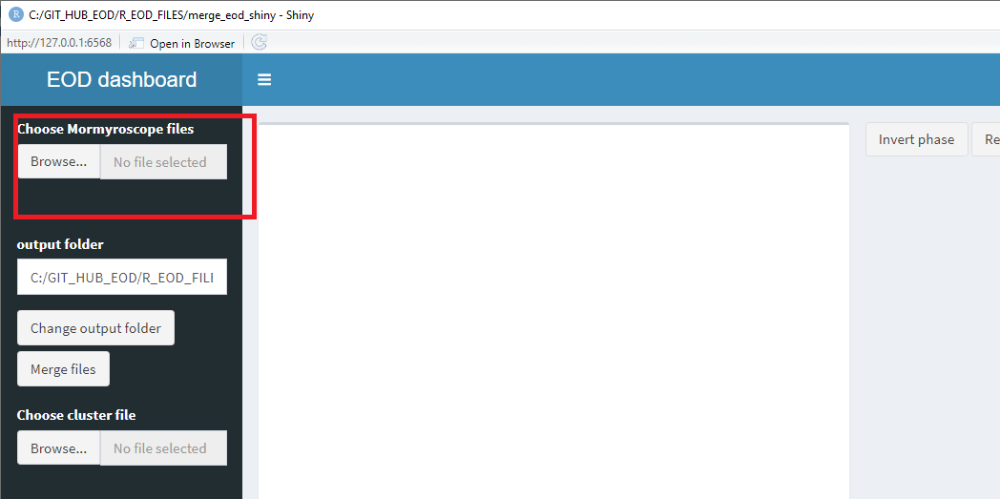 R C:/GIT_HUB_EOD/R_EOD_FILES/merge_eod_shiny - Shiny
http://127.0.0.1:6568 Open in Browser
EOD dashboard
Choose Mormyroscope files
Browse... No file selected
Invert phase Re
output folder
C:/GIT_HUB_EOD/R_EOD_FIL
Change output folder
Merge files
Choose cluster file
Browse... No file selected